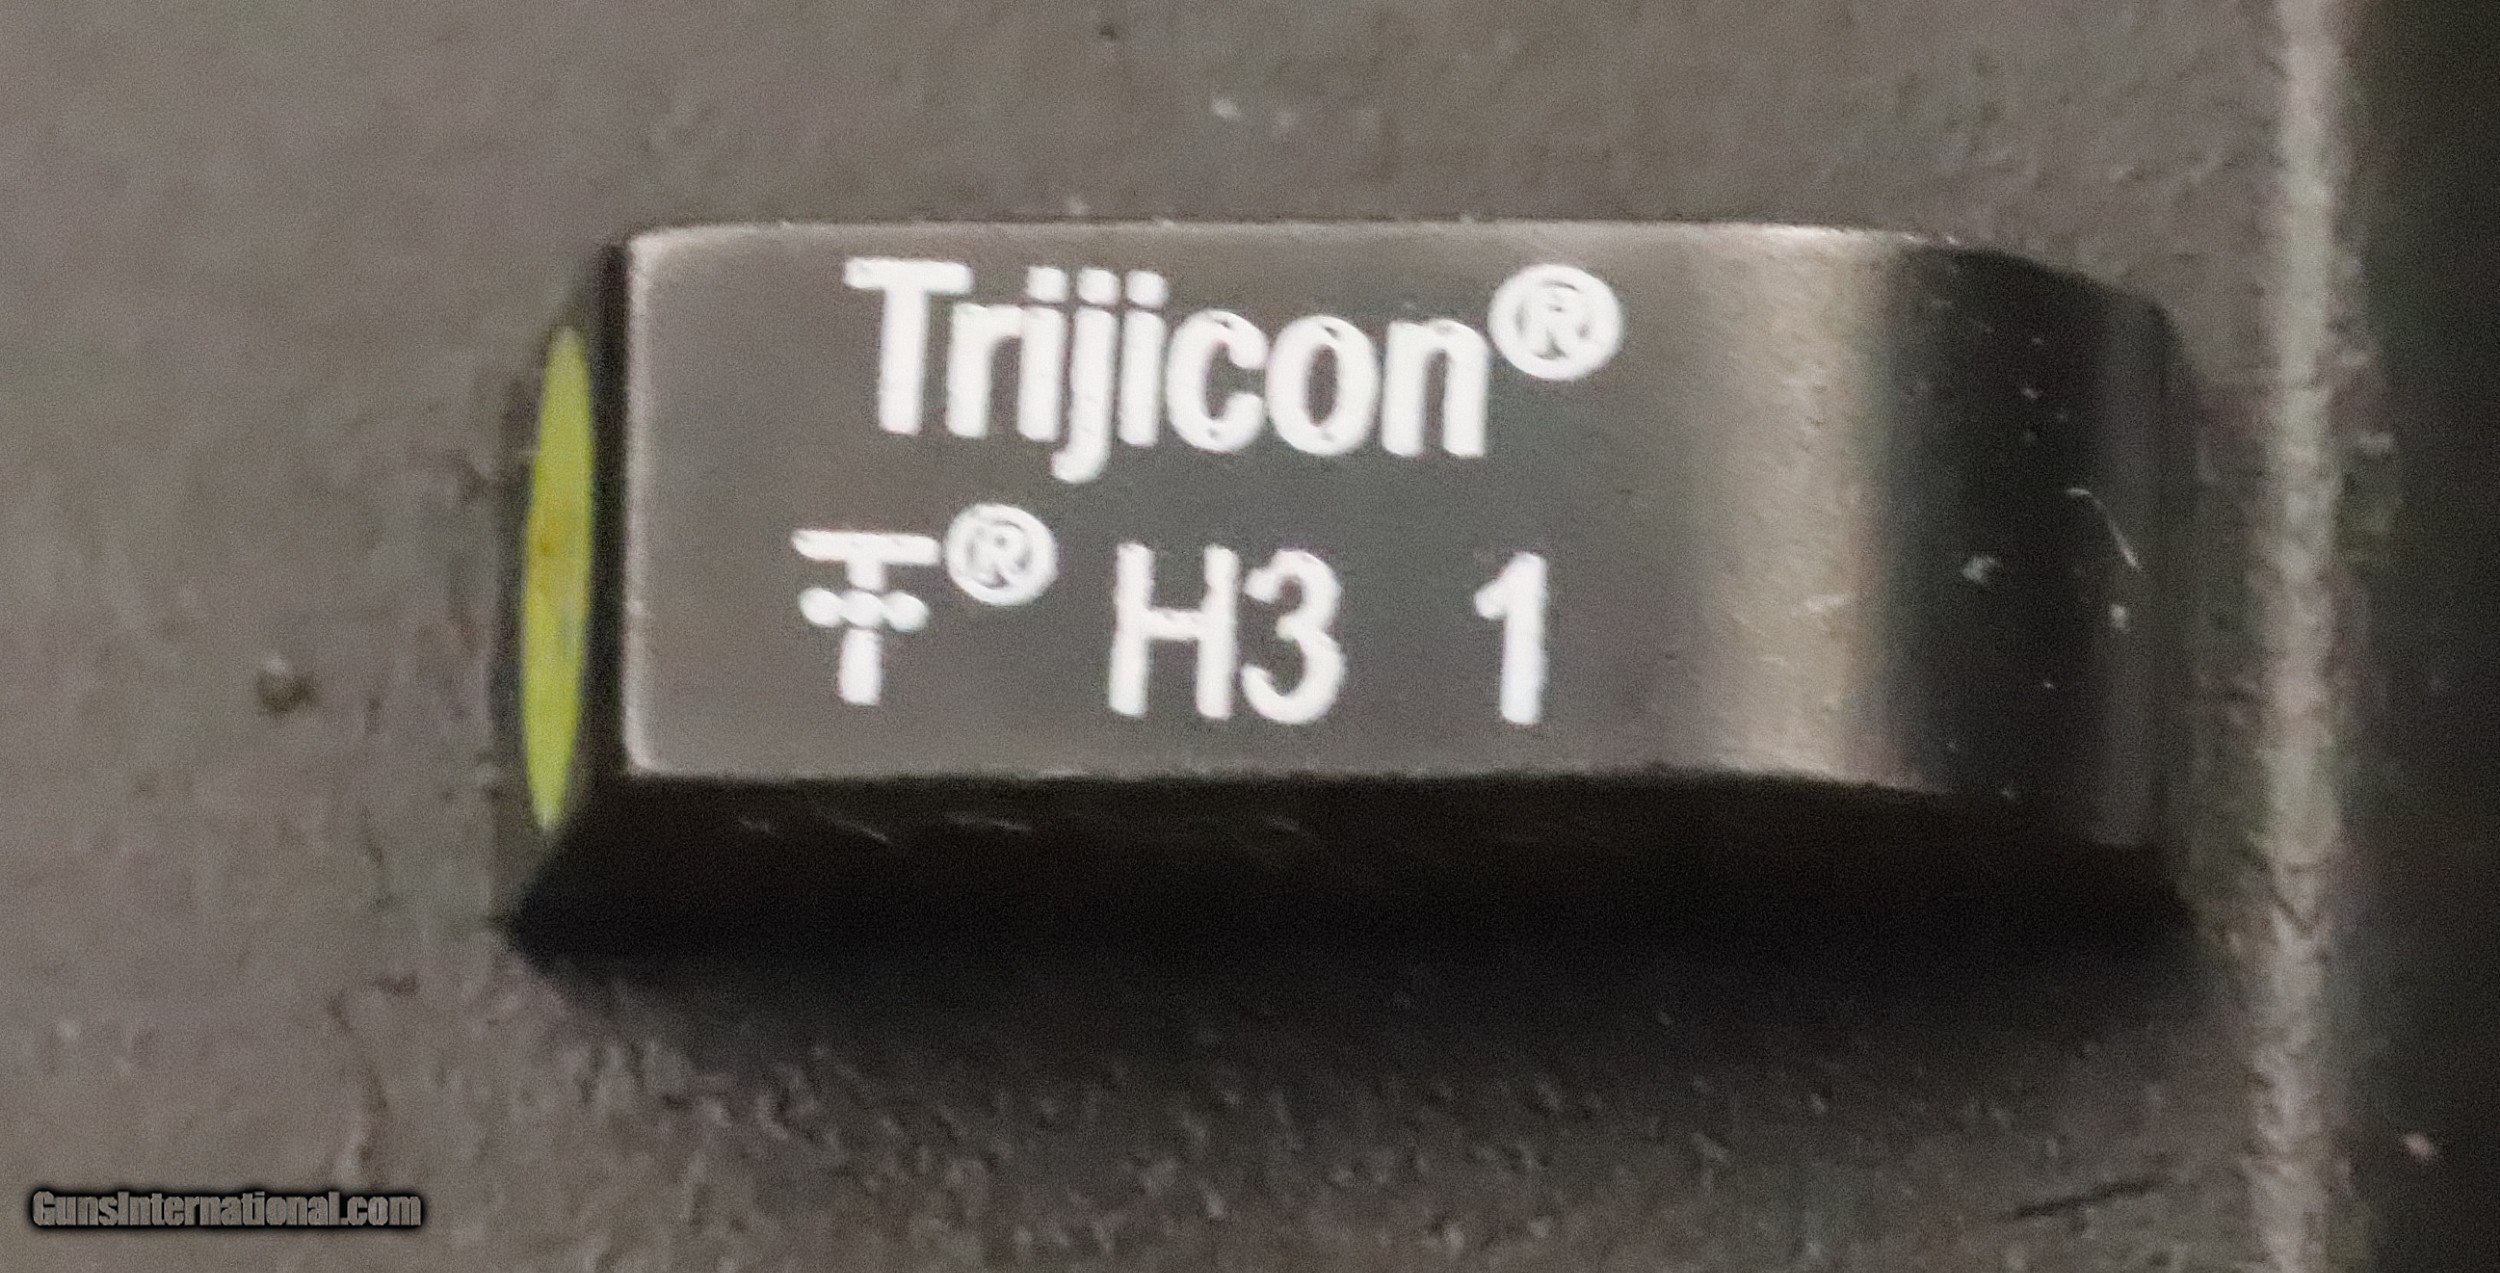 Trijicon®
T® H3 1
GunsInternational.com